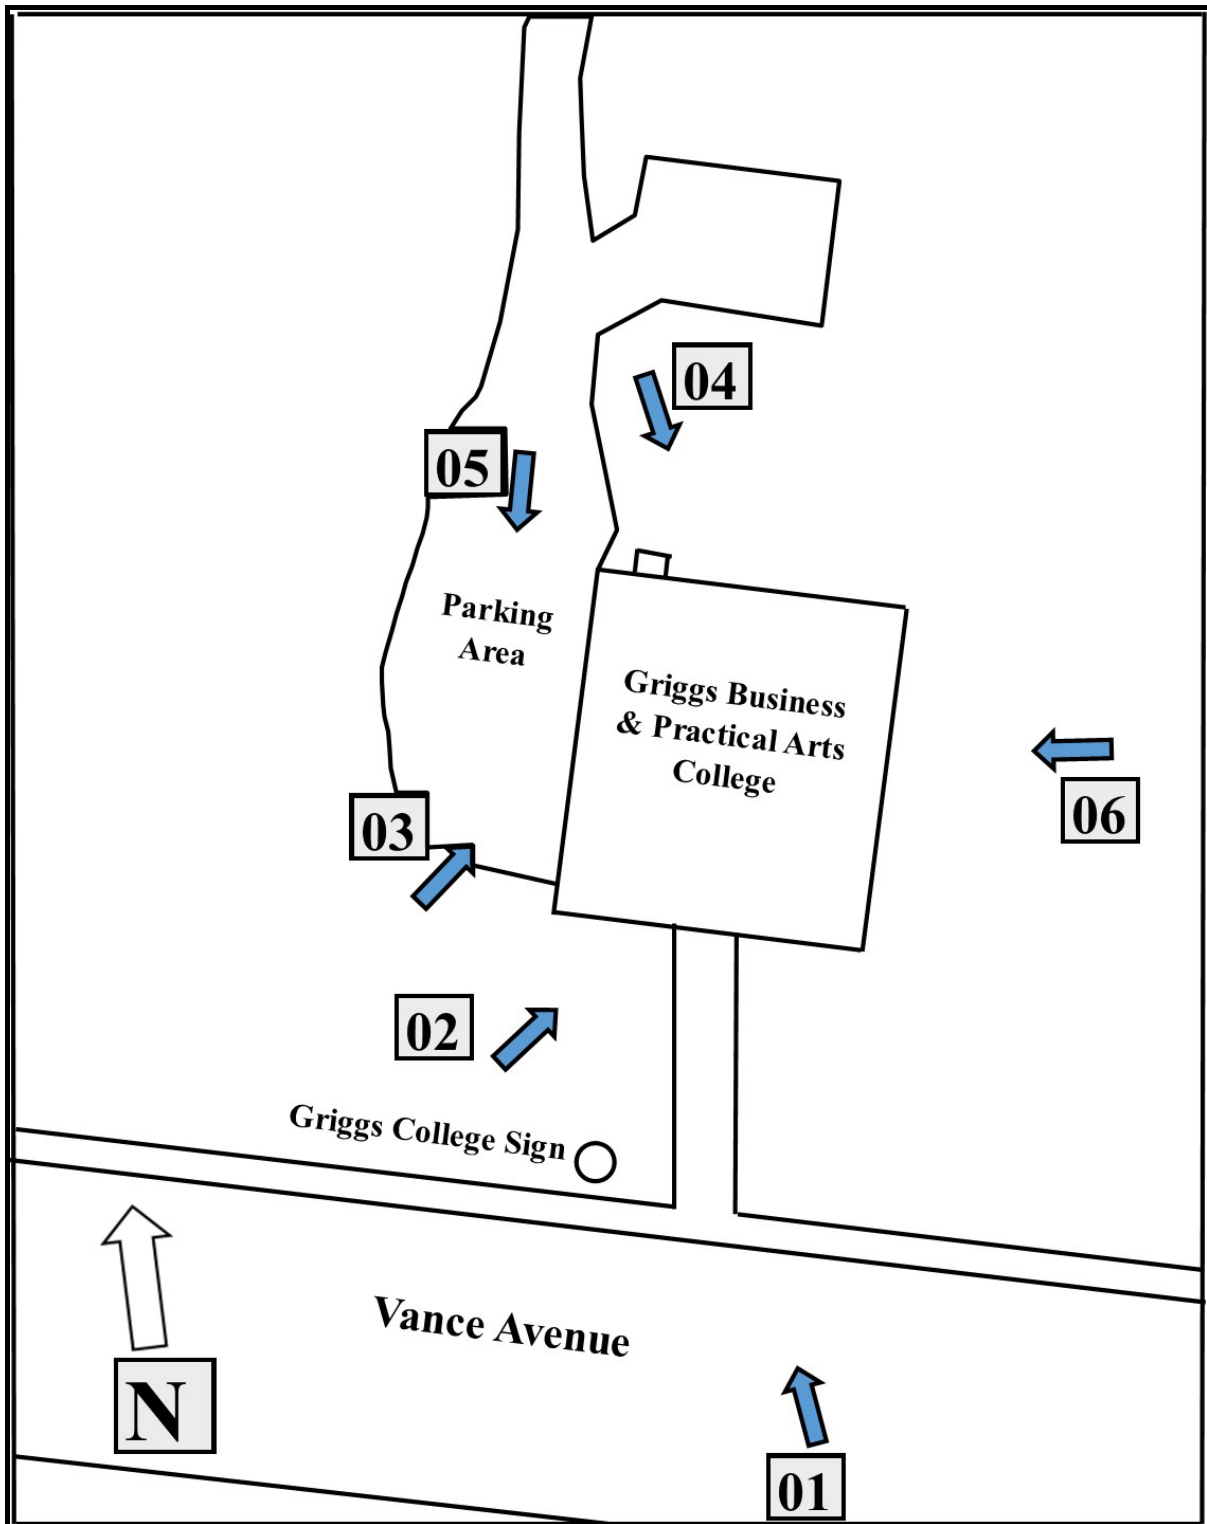 04
05
Parking
Area
Griggs Business
& Practical Arts
College
06
03
02
Griggs College Sign
Vance Avenue
N
01